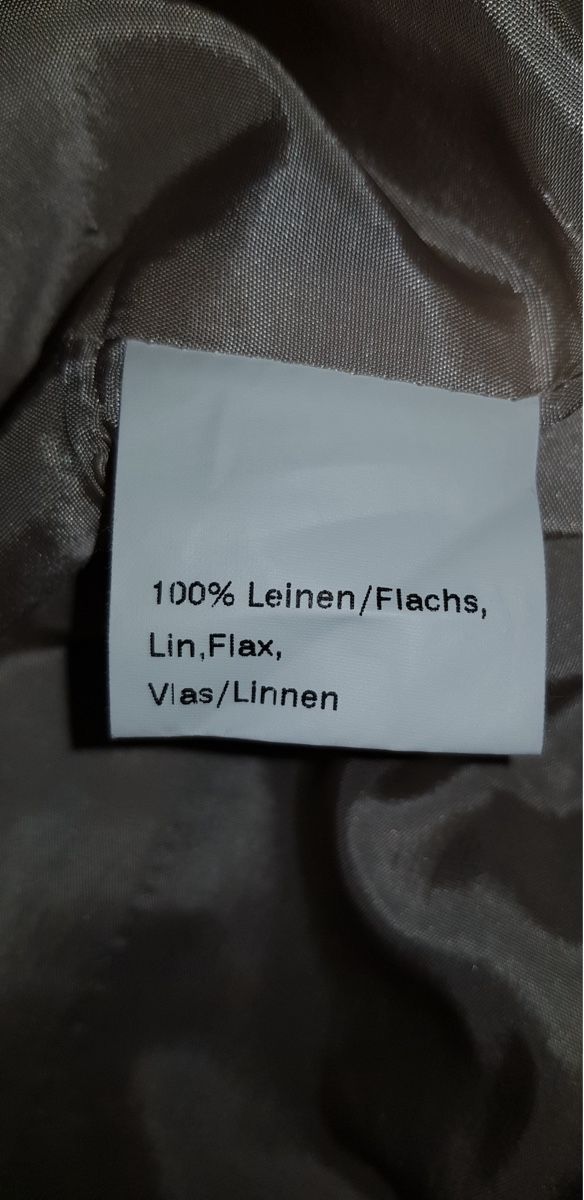 100% Leinen/Flachs,
Lin,Flax,
Vlas/Linnen